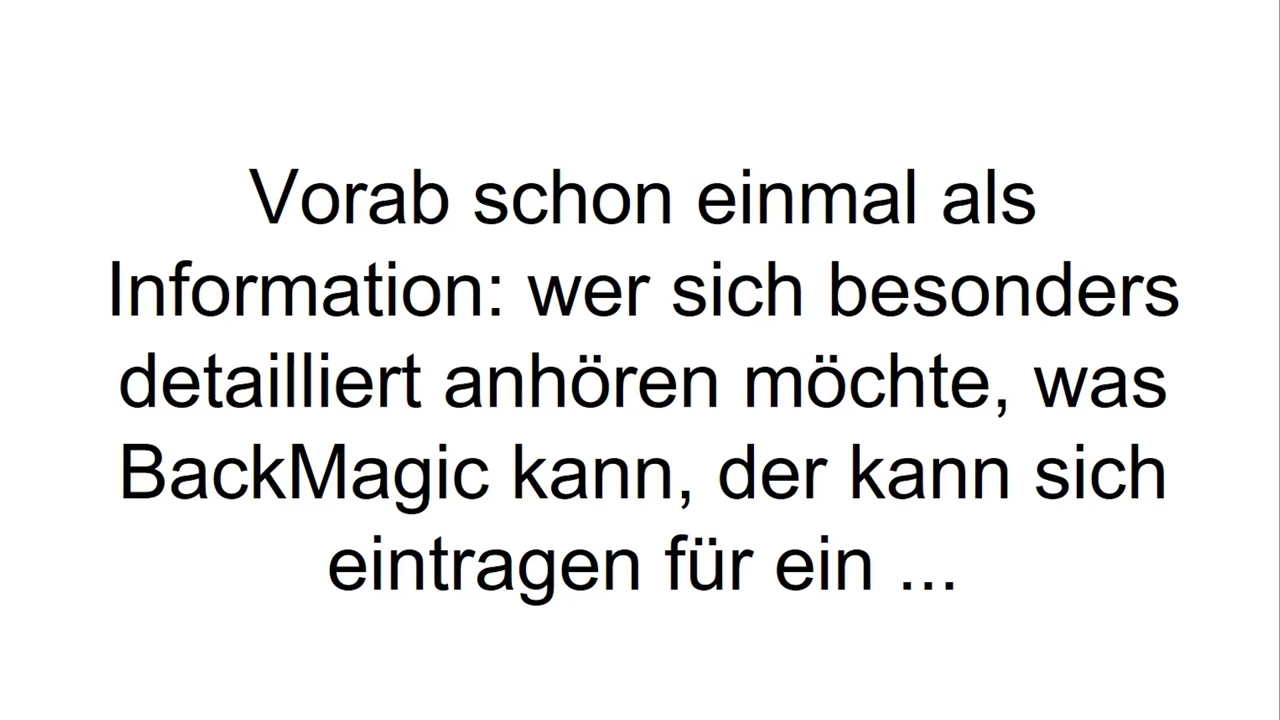 Vorab schon einmal als
Information: wer sich besonders
detailliert anhören möchte, was
BackMagic kann, der kann sich
eintragen für ein ...